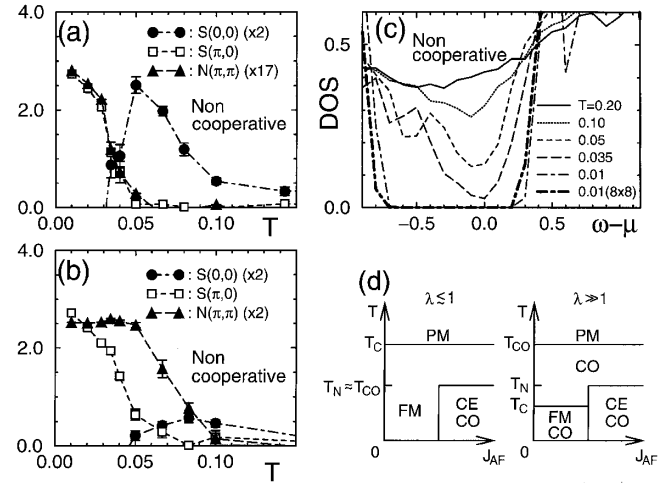 (a)
● : S(0,0) (x2)
□ : S(π,0)
▲ : N(π,π) (x17)
Non
cooperative
4.0
2.0
0.0
0.00 0.05 0.10
T
(b)
● : S(0,0) (x2)
□ : S(π,0)
▲ : N(π,π) (x2)
Non
cooperative
4.0
2.0
0.0
0.00 0.05 0.10
T
(c)
Non
cooperative
0.6
DOS
0.0
T=0.20
0.10
0.05
0.035
0.01
0.01(8x8)
−0.5 0.0 0.5
ω−μ
(d)
λ≲1
T
T_C
PM
T_N≈T_CO
FM
CE
CO
0
J_AF
λ≫1
T
T_CO
PM
CO
T_N
T_C
FM
CO
CE
CO
0
J_AF